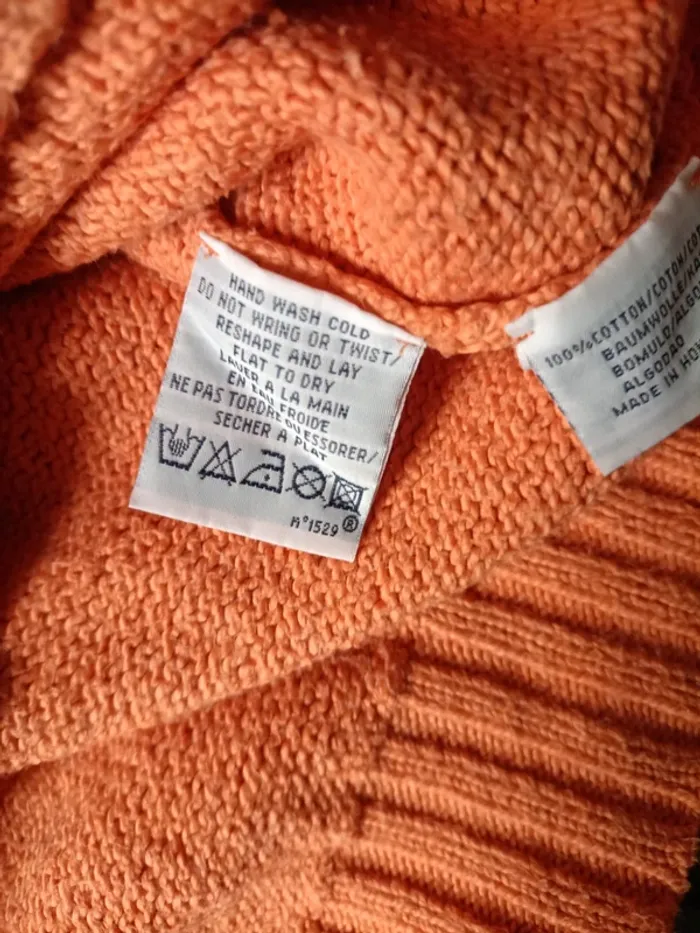 HAND WASH COLD
DO NOT WRING OR TWIST/
RESHAPE AND LAY
FLAT TO DRY
LAVER A LA MAIN
EN EAU FROIDE
NE PAS TORDRE OU ESSORER/
SECHER A PLAT
N°1529 ®
100% COTTON/COTON/
BAUMWOLLE/
BOMULD/
ALGODAO
MADE IN